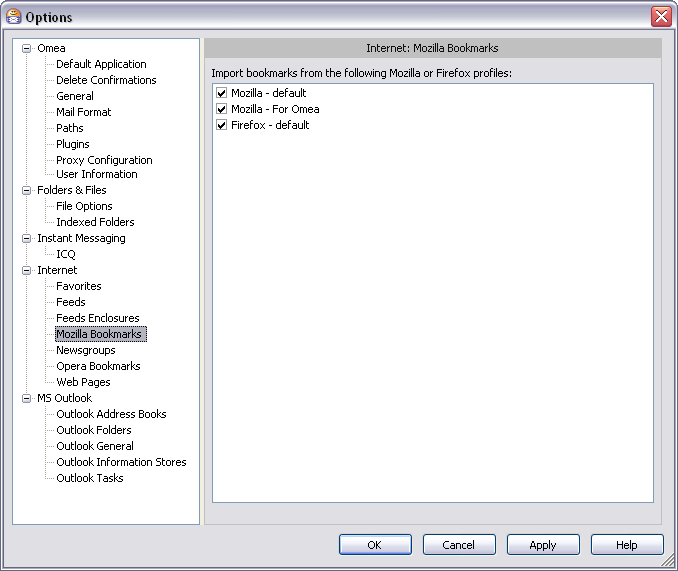 Options
Omea
Default Application
Delete Confirmations
General
Mail Format
Paths
Plugins
Proxy Configuration
User Information
Folders & Files
File Options
Indexed Folders
Instant Messaging
ICQ
Internet
Favorites
Feeds
Feeds Enclosures
Mozilla Bookmarks
Newsgroups
Opera Bookmarks
Web Pages
MS Outlook
Outlook Address Books
Outlook Folders
Outlook General
Outlook Information Stores
Outlook Tasks
Internet: Mozilla Bookmarks
Import bookmarks from the following Mozilla or Firefox profiles:
Mozilla - default
Mozilla - For Omea
Firefox - default
OK
Cancel
Apply
Help